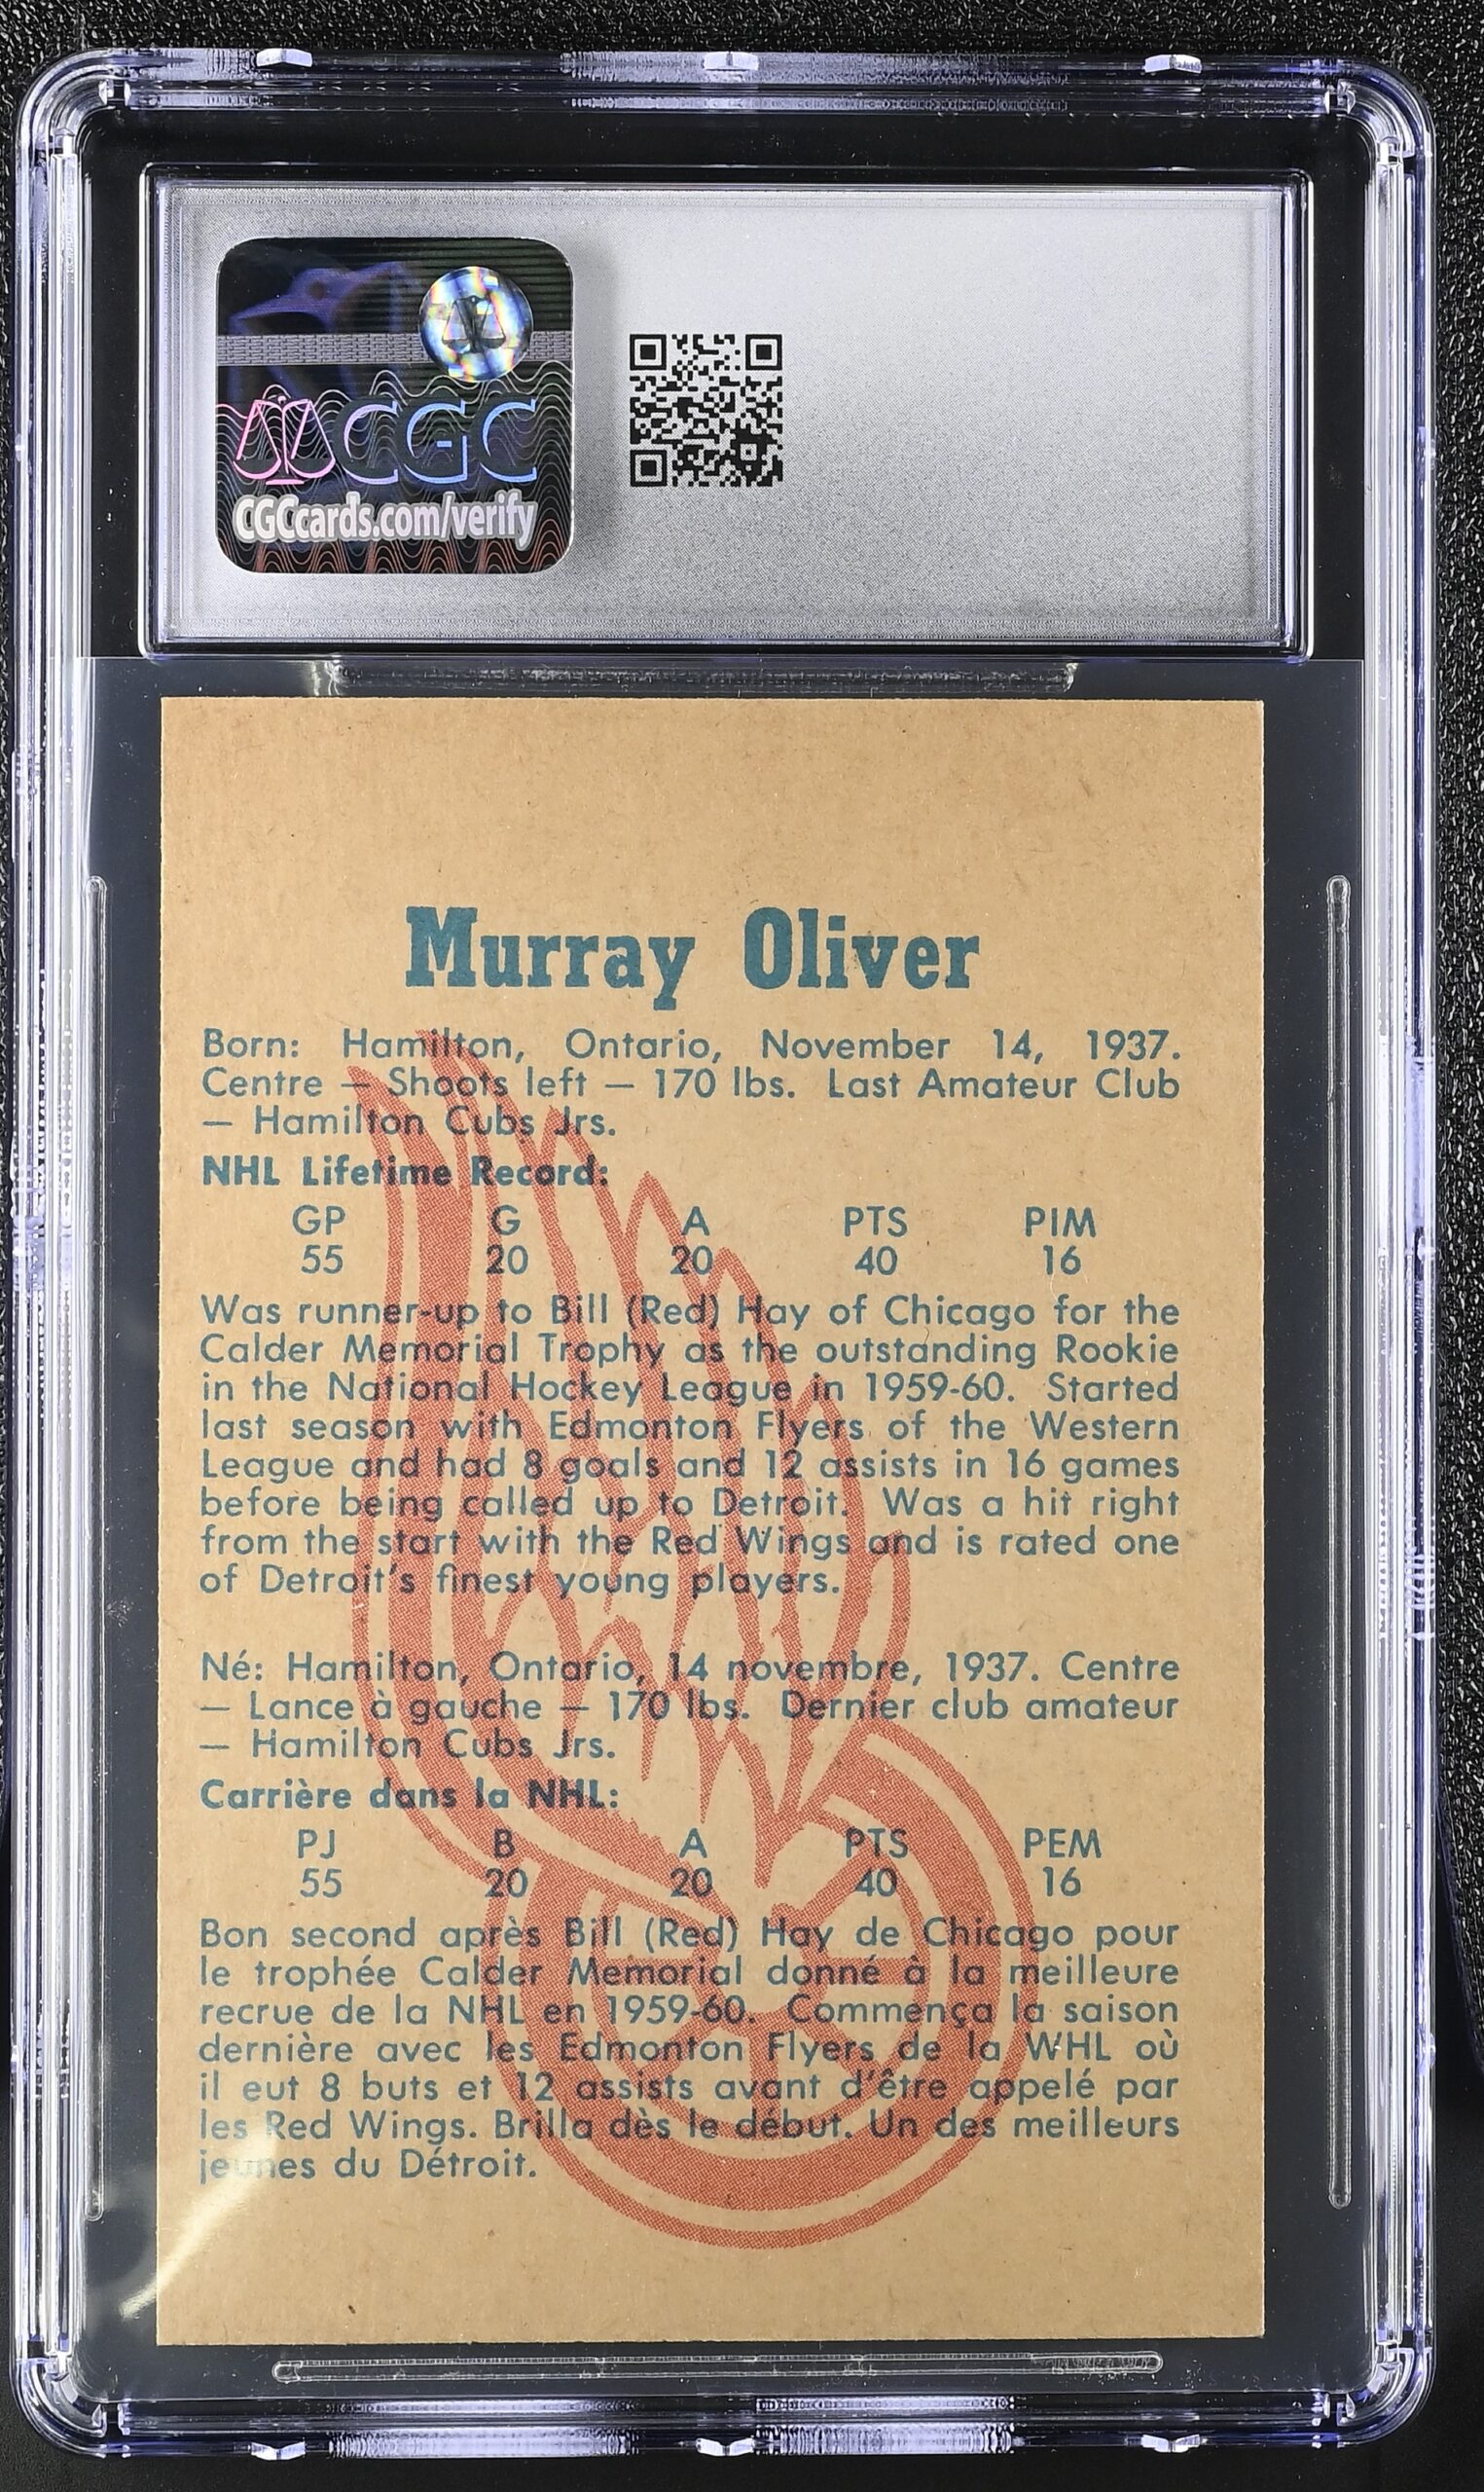 CGC
CGCcards.com/verify
Murray Oliver
Born: Hamilton, Ontario, November 14, 1937.
Centre — Shoots left — 170 lbs. Last Amateur Club
— Hamilton Cubs Jrs.
NHL Lifetime Record:
GP G A PTS PIM
55 20 20 40 16
Was runner-up to Bill (Red) Hay of Chicago for the
Calder Memorial Trophy as the outstanding Rookie
in the National Hockey League in 1959-60. Started
last season with Edmonton Flyers of the Western
League and had 8 goals and 12 assists in 16 games
before being called up to Detroit. Was a hit right
from the start with the Red Wings and is rated one
of Detroit's finest young players.
Né: Hamilton, Ontario, 14 novembre, 1937. Centre
— Lance à gauche — 170 lbs. Dernier club amateur
— Hamilton Cubs Jrs.
Carrière dans la NHL:
PJ B A PTS PEM
55 20 20 40 16
Bon second après Bill (Red) Hay de Chicago pour
le trophée Calder Memorial donné à la meilleure
recrue de la NHL en 1959-60. Commença la saison
dernière avec les Edmonton Flyers de la WHL où
il eut 8 buts et 12 assists avant d'être appelé par
les Red Wings. Brilla dès le début. Un des meilleurs
jeunes du Détroit.